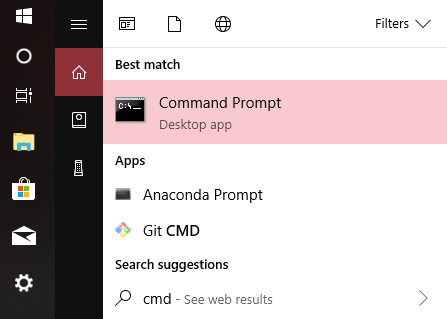 Filters
Best match
Command Prompt
Desktop app
Apps
Anaconda Prompt
Git CMD
Search suggestions
cmd - See web results